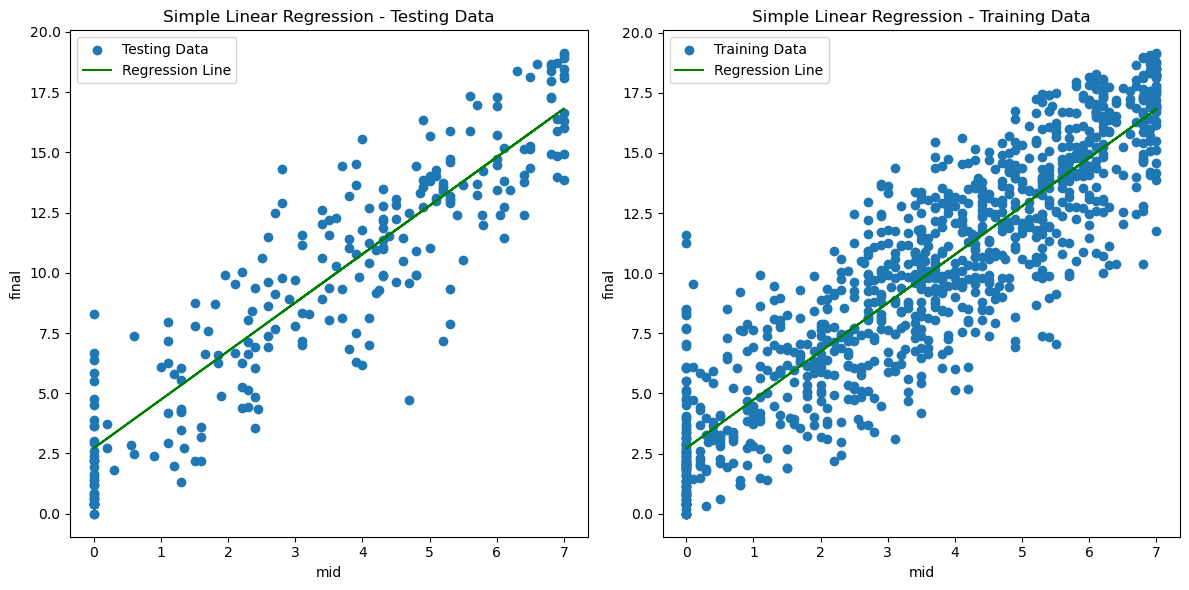 Simple Linear Regression - Testing Data
Testing Data
Regression Line
20.0
17.5
15.0
12.5
10.0
7.5
5.0
2.5
0.0
final
0 1 2 3 4 5 6 7
mid
Simple Linear Regression - Training Data
Training Data
Regression Line
20.0
17.5
15.0
12.5
10.0
7.5
5.0
2.5
0.0
final
0 1 2 3 4 5 6 7
mid